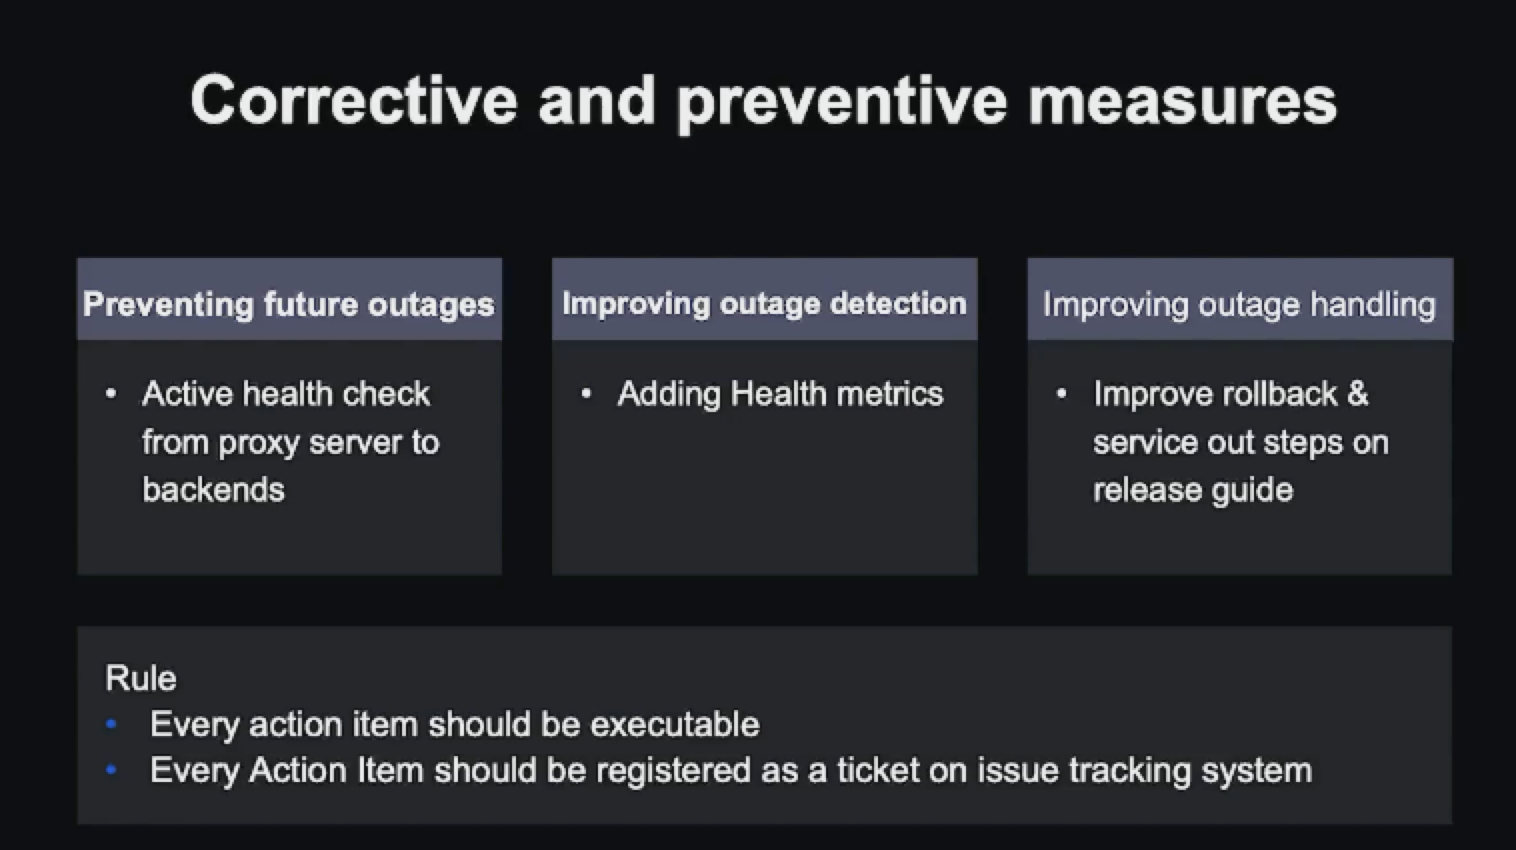 Corrective and preventive measures
Preventing future outages
• Active health check
from proxy server to
backends
Improving outage detection
• Adding Health metrics
Improving outage handling
• Improve rollback &
service out steps on
release guide
Rule
• Every action item should be executable
• Every Action Item should be registered as a ticket on issue tracking system